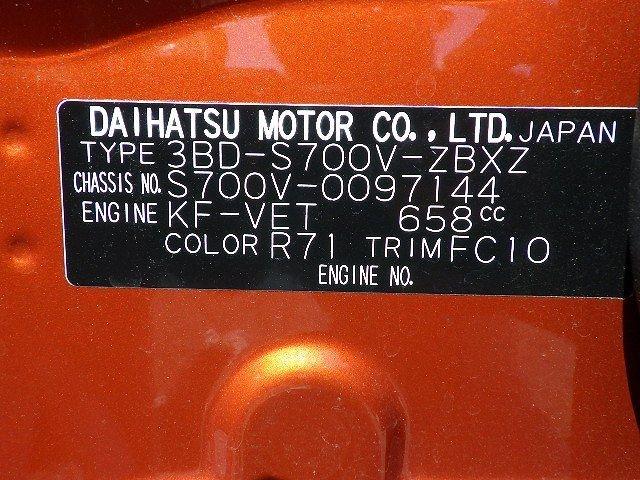 DAIHATSU MOTOR CO., LTD. JAPAN
TYPE 3BD-S700V-ZBXZ
CHASSIS NO. S700V-0097144
ENGINE KF-VET 658cc
COLOR R71 TRIM FC10
ENGINE NO.